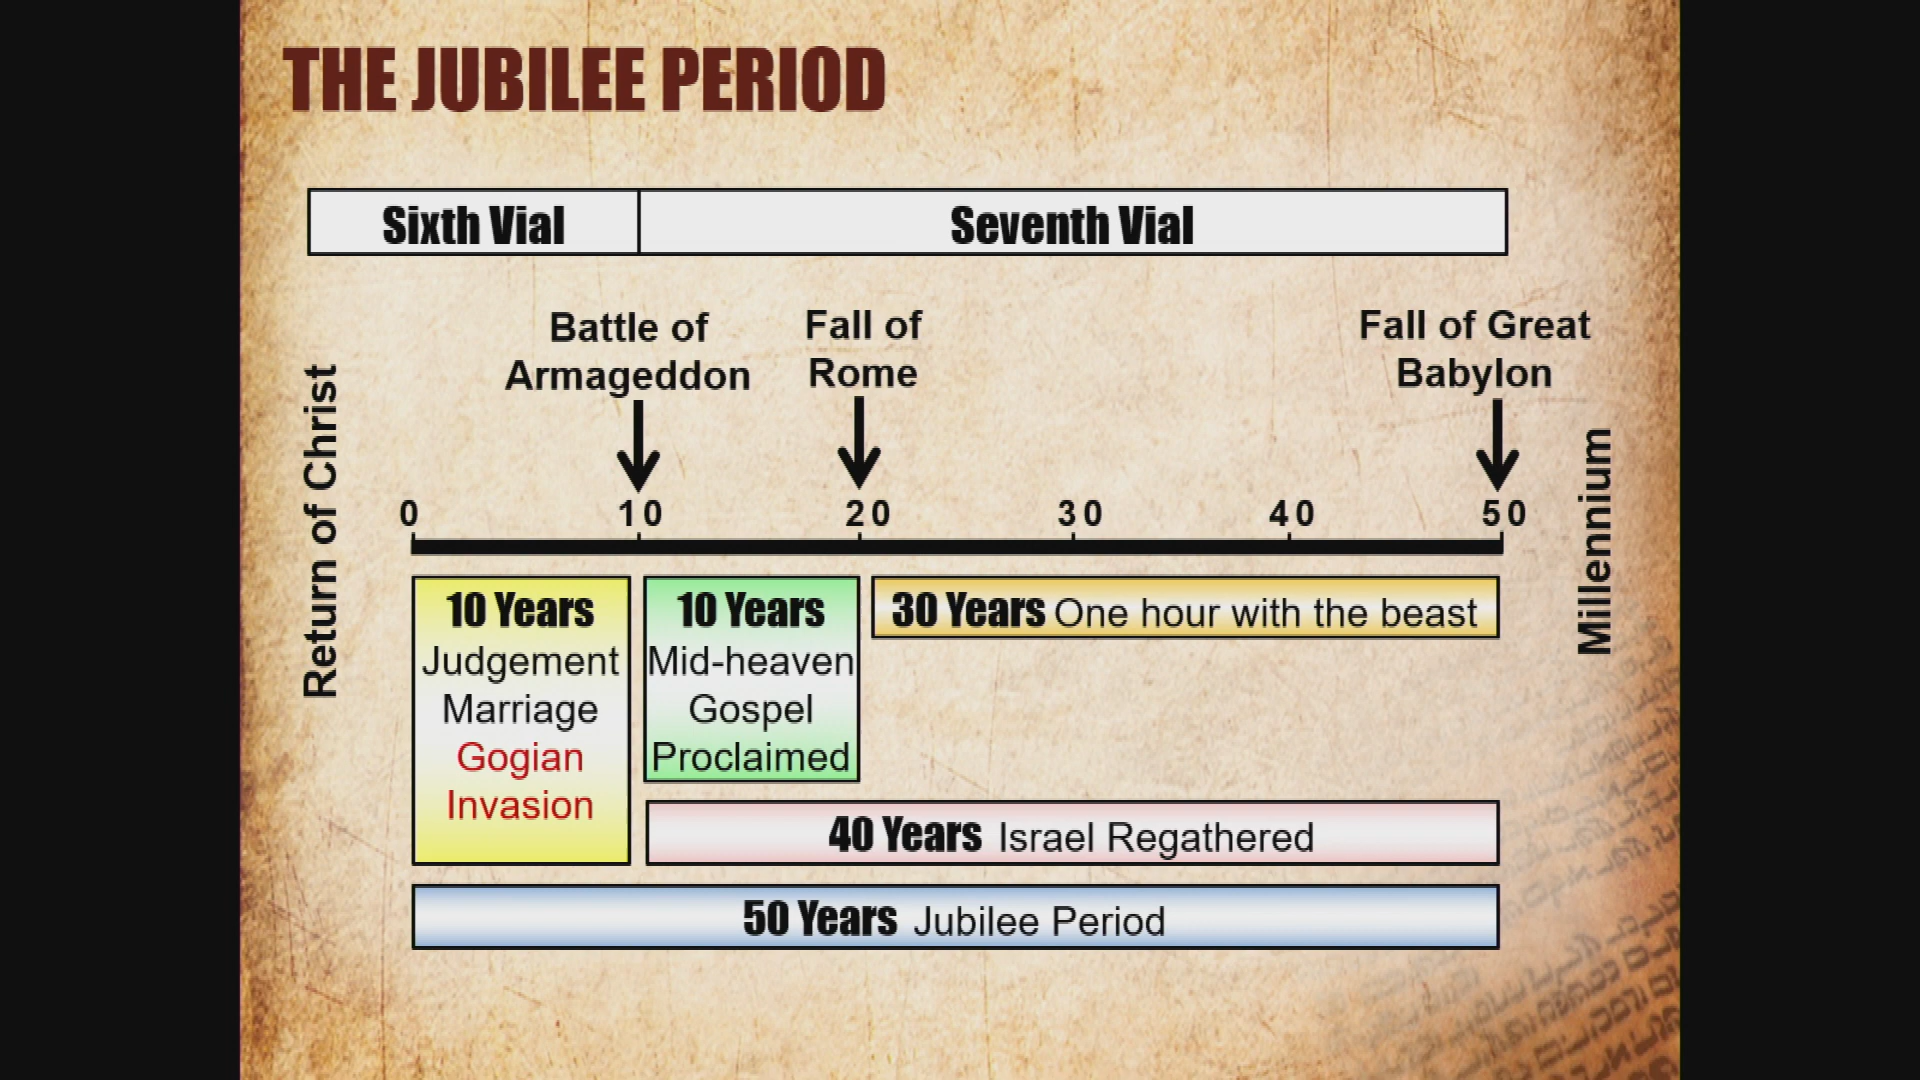 THE JUBILEE PERIOD
Sixth Vial
Seventh Vial
Battle of
Armageddon
Fall of
Rome
Fall of Great
Babylon
Return of Christ
0 10 20 30 40 50
Millennium
10 Years
Judgement
Marriage
Gogian
Invasion
10 Years
Mid-heaven
Gospel
Proclaimed
30 Years One hour with the beast
40 Years Israel Regathered
50 Years Jubilee Period